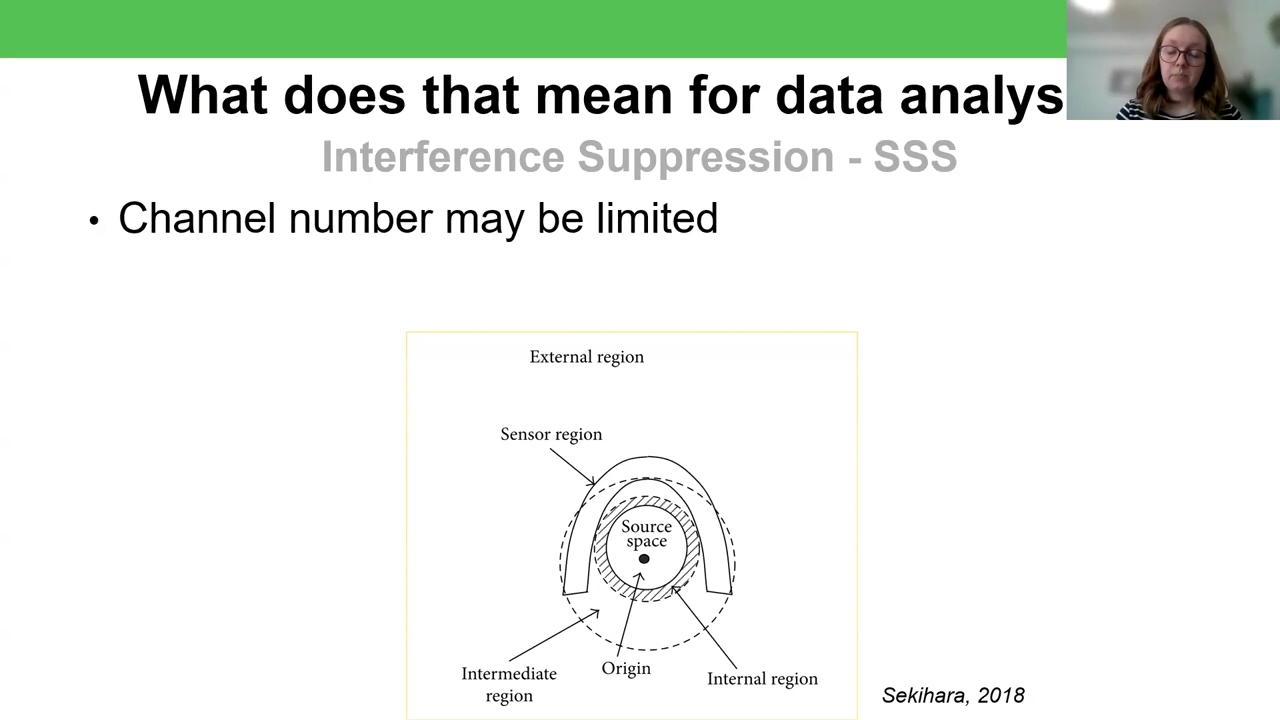 What does that mean for data analys
Interference Suppression - SSS
• Channel number may be limited
External region
Sensor region
Source
space
Intermediate
region
Origin
Internal region
Sekihara, 2018